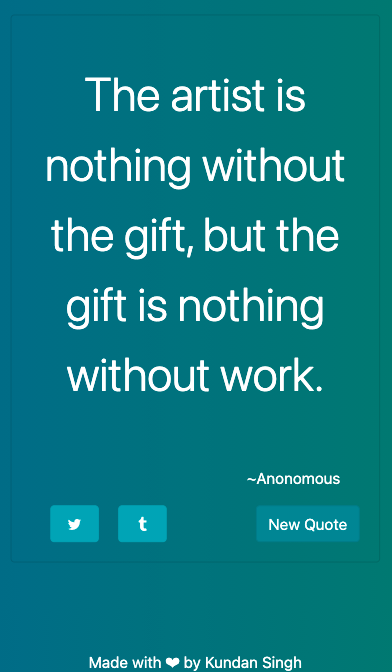 The artist is
nothing without
the gift, but the
gift is nothing
without work.
~Anonomous
t
New Quote
Made with ❤ by Kundan Singh